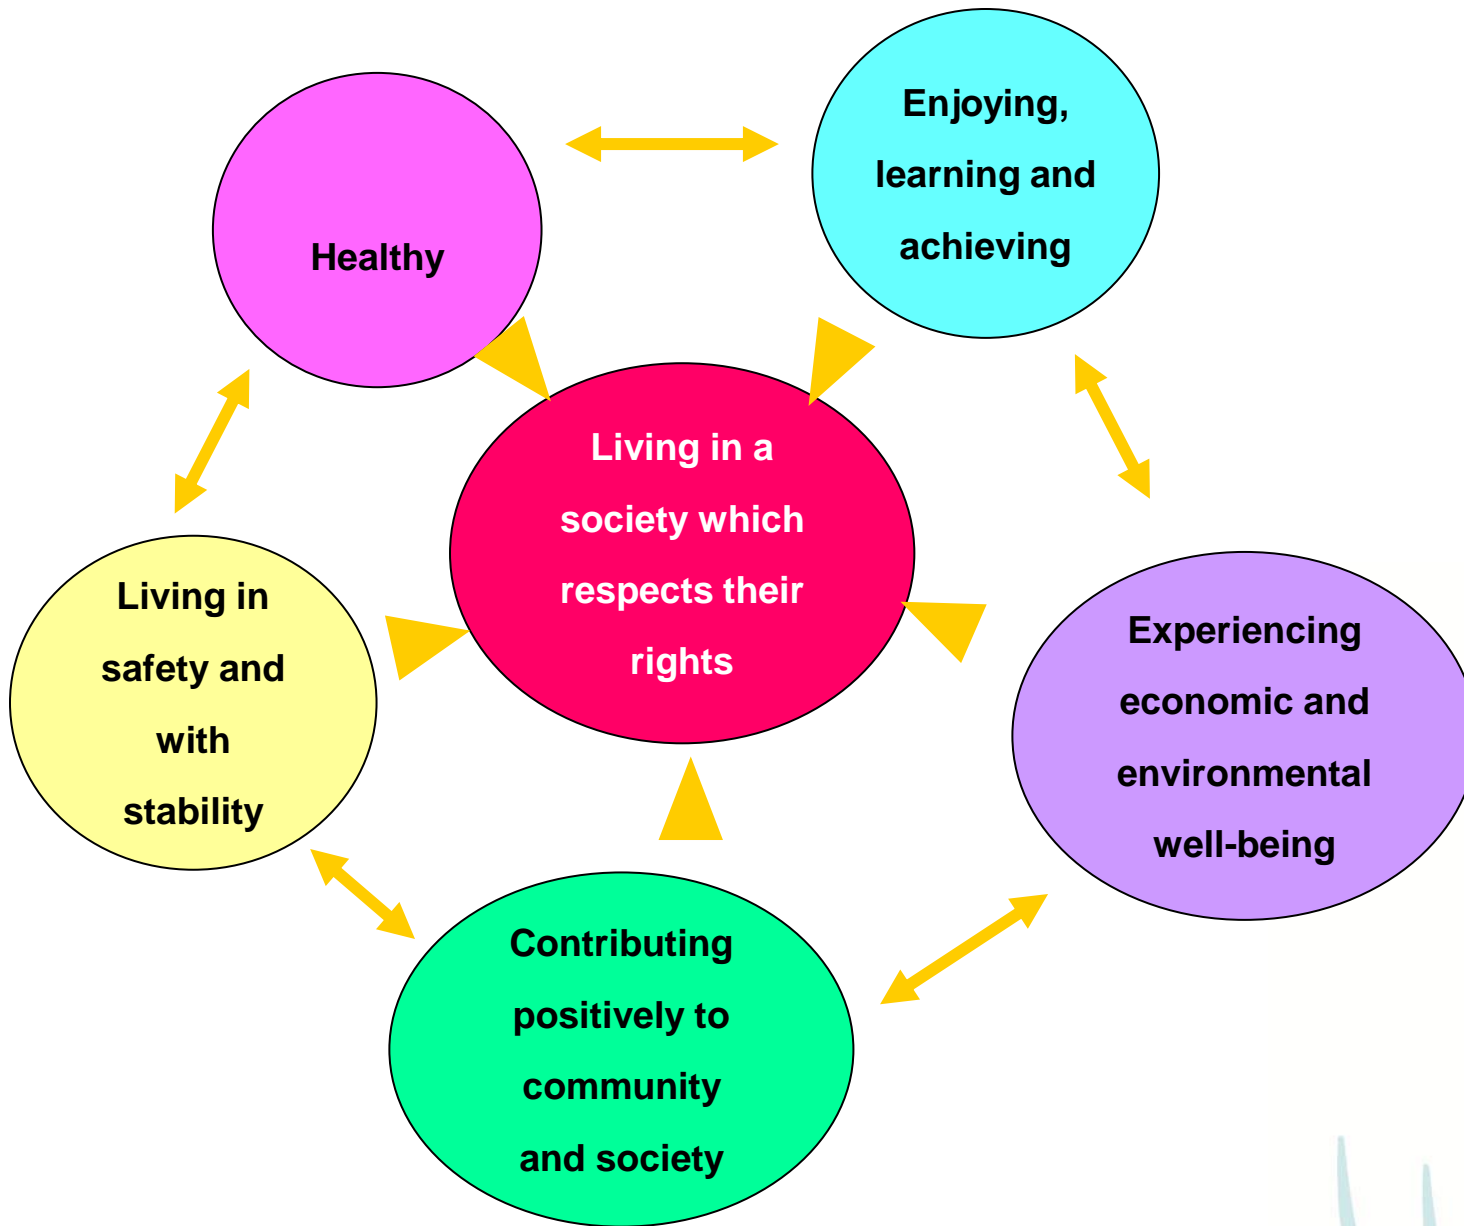 Healthy
Enjoying,
learning and
achieving
Living in a
society which
respects their
rights
Living in
safety and
with
stability
Experiencing
economic and
environmental
well-being
Contributing
positively to
community
and society